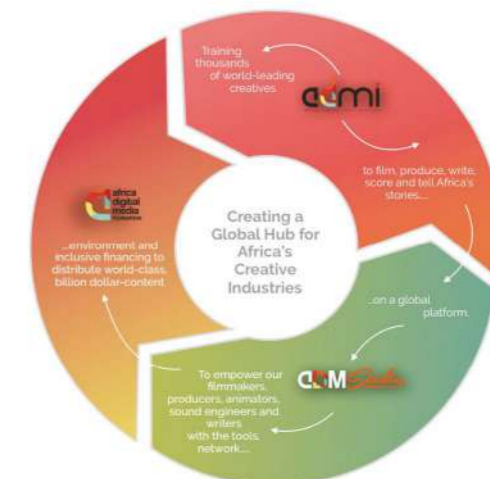 Training
thousands
of world-leading
creatives
admi
to film, produce, write,
score and tell Africa's
stories....
...on a global
platform.
ADM Studio
To empower our
filmmakers,
producers, animators,
sound engineers and
writers
with the tools,
network.....
africa
digital
media
foundation
....environment and
inclusive financing to
distribute world-class,
billion dollar-content
Creating a
Global Hub for
Africa's
Creative
Industries